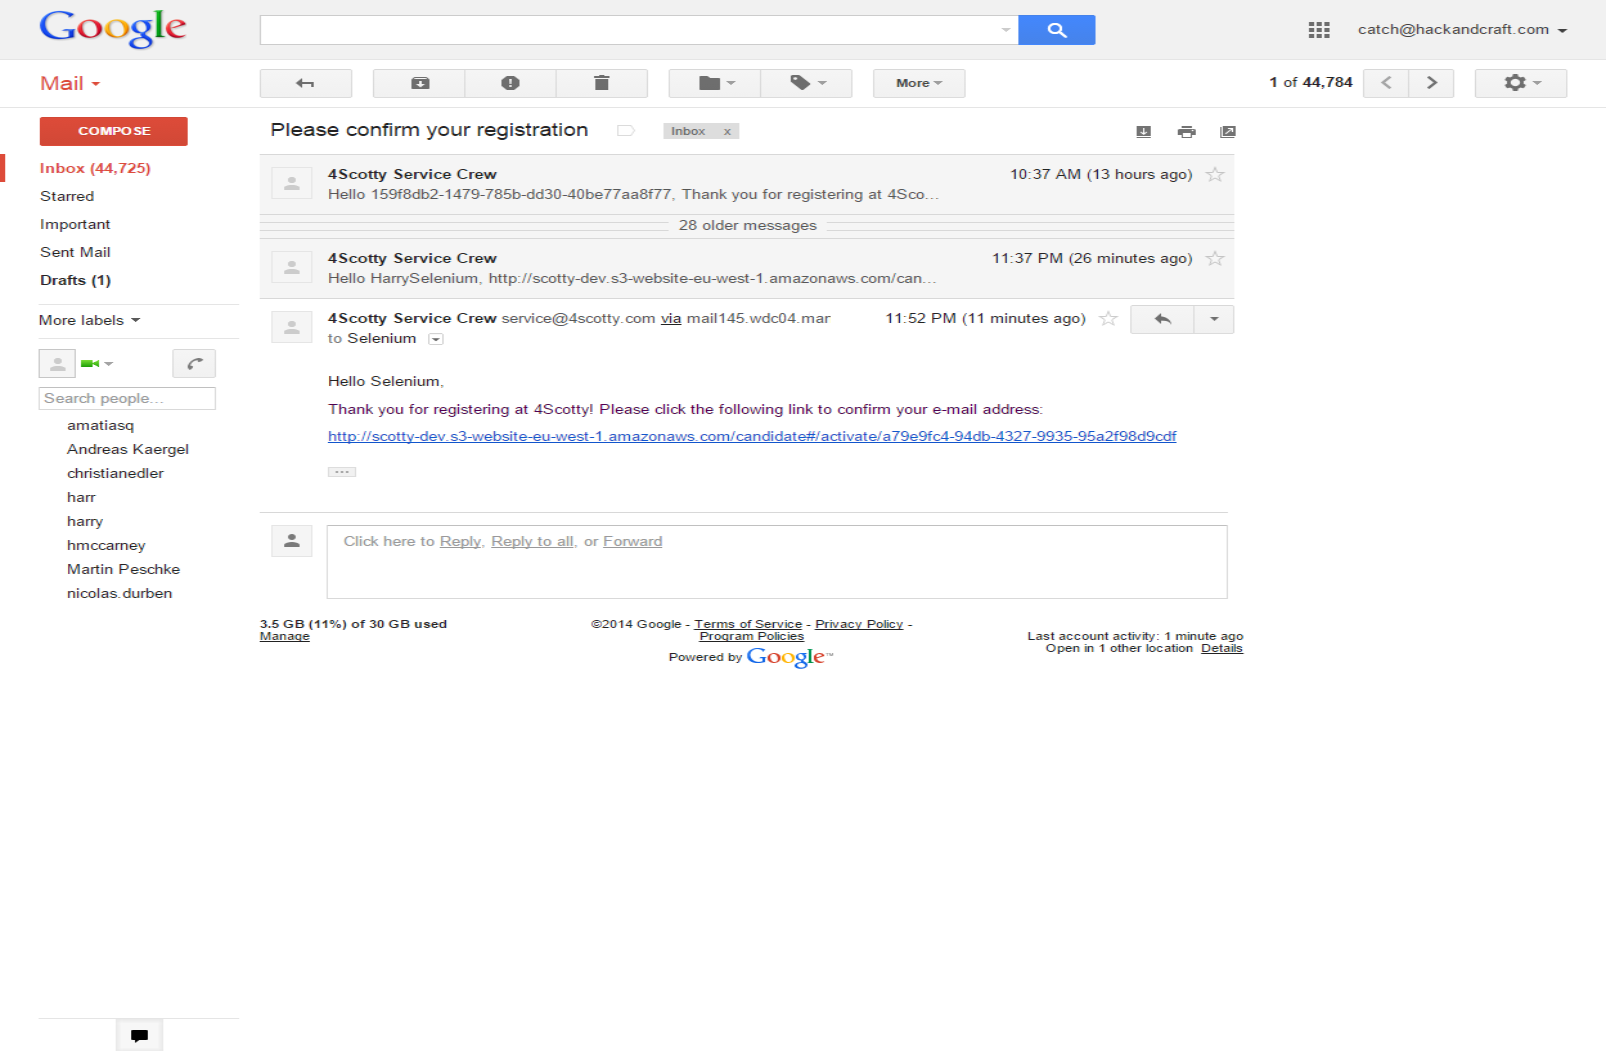 Google
catch@hackandcraft.com
Mail
More
1 of 44,784
COMPOSE
Inbox (44,725)
Starred
Important
Sent Mail
Drafts (1)
More labels
Search people...
amatiasq
Andreas Kaergel
christianedler
harr
harry
hmccarney
Martin Peschke
nicolas.durben
Please confirm your registration
Inbox x
4Scotty Service Crew 10:37 AM (13 hours ago)
Hello 159f8db2-1479-785b-dd30-40be77aa8f77, Thank you for registering at 4Sco...
28 older messages
4Scotty Service Crew 11:37 PM (26 minutes ago)
Hello HarrySelenium, http://scotty-dev.s3-website-eu-west-1.amazonaws.com/can...
4Scotty Service Crew service@4scotty.com via mail145.wdc04.mar 11:52 PM (11 minutes ago)
to Selenium
Hello Selenium,
Thank you for registering at 4Scotty! Please click the following link to confirm your e-mail address:
http://scotty-dev.s3-website-eu-west-1.amazonaws.com/candidate#/activate/a79e9fc4-94db-4327-9935-95a2f98d9cdf
Click here to Reply, Reply to all, or Forward
3.5 GB (11%) of 30 GB used
Manage
©2014 Google - Terms of Service - Privacy Policy -
Program Policies
Powered by Google™
Last account activity: 1 minute ago
Open in 1 other location Details